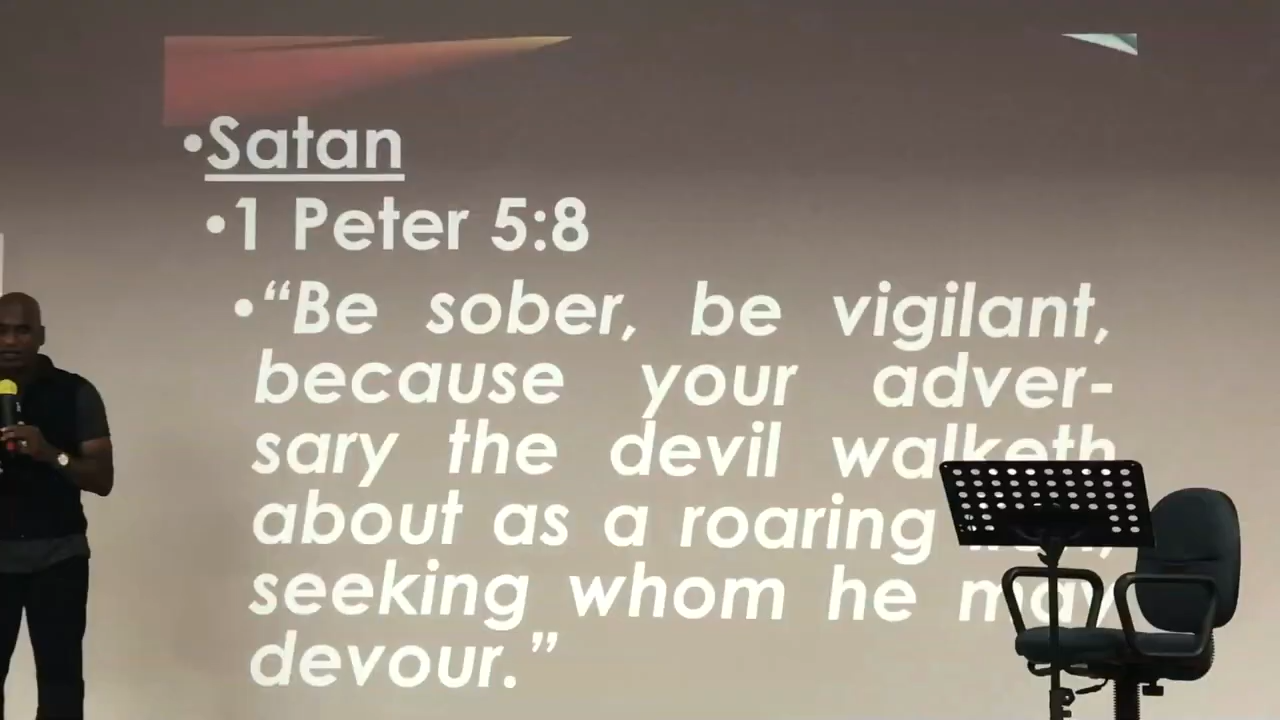 •Satan
•1 Peter 5:8
•“Be sober, be vigilant,
because your adver-
sary the devil walketh
about as a roaring
seeking whom he may
devour.”